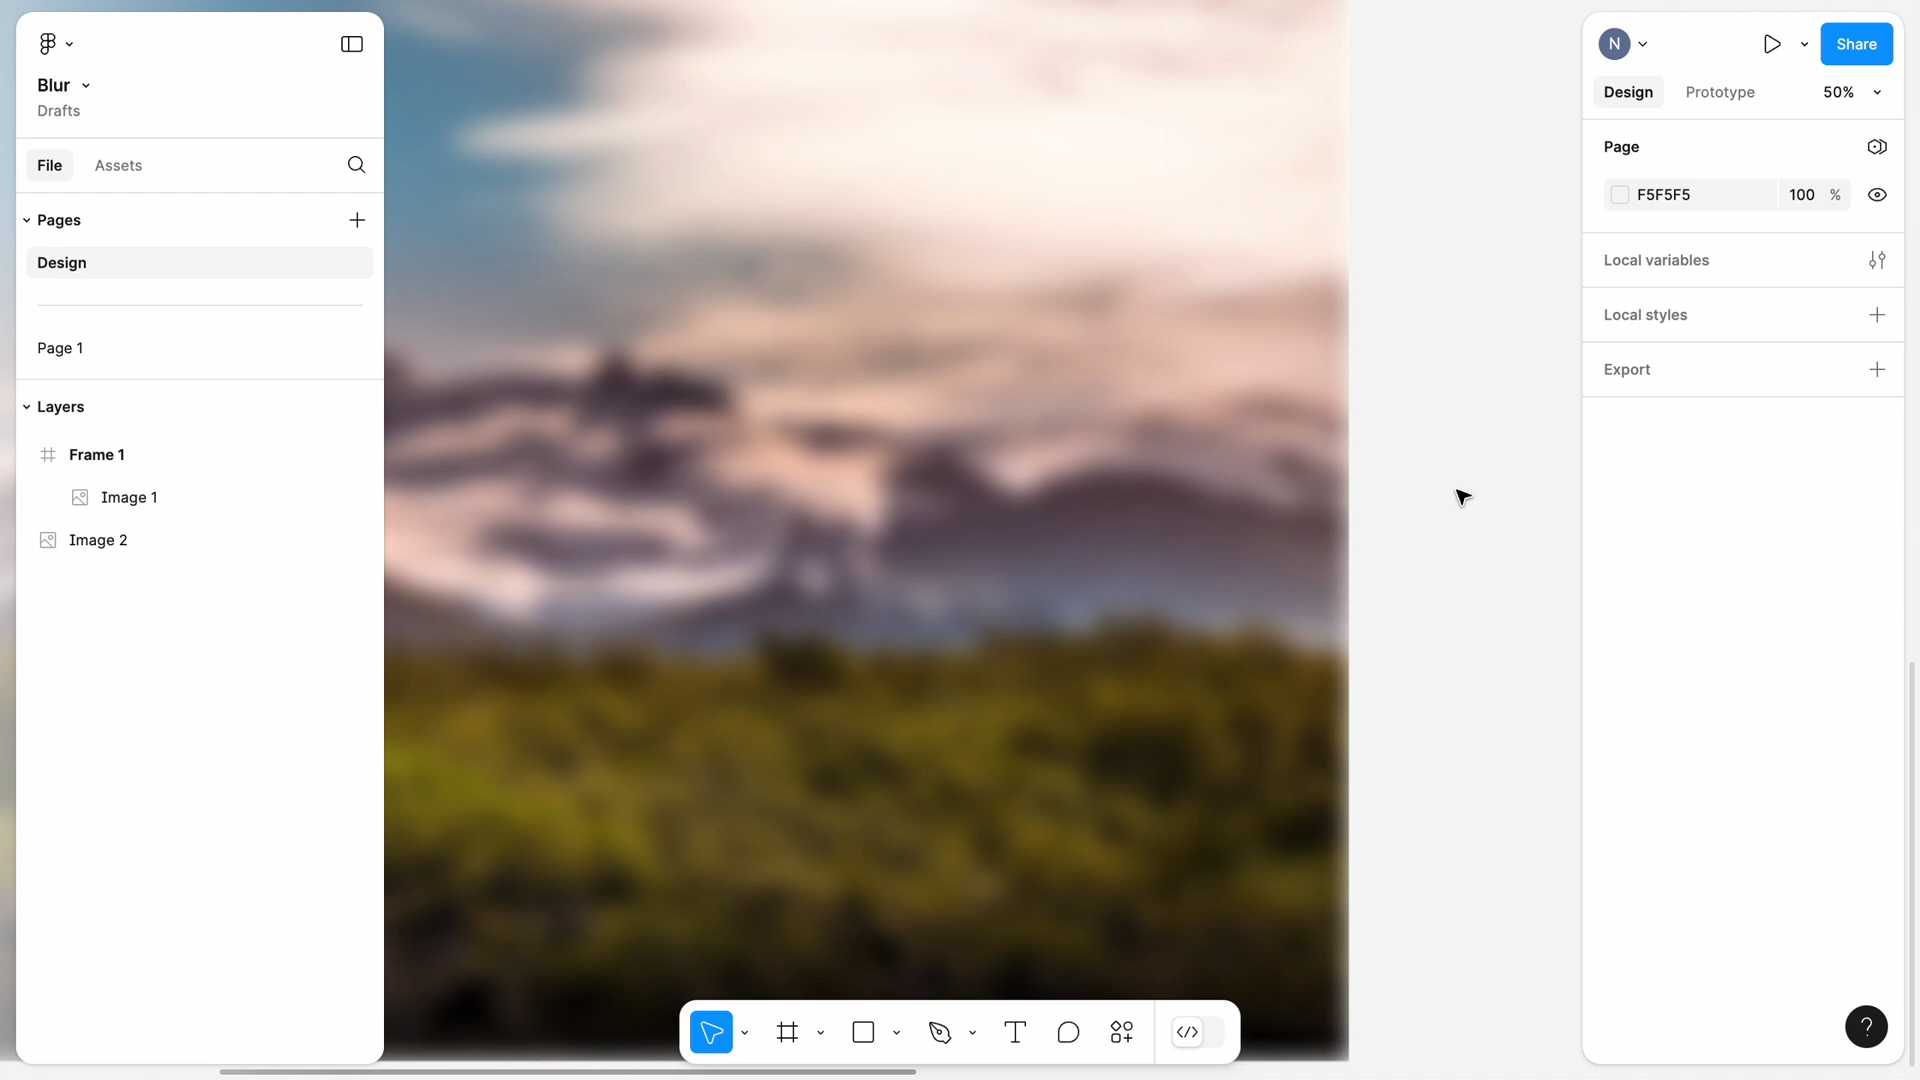 Blur
Drafts
File
Assets
Pages
Design
Page 1
Layers
Frame 1
Image 1
Image 2
N
Share
Design
Prototype
50%
Page
F5F5F5
100
%
Local variables
Local styles
Export
?